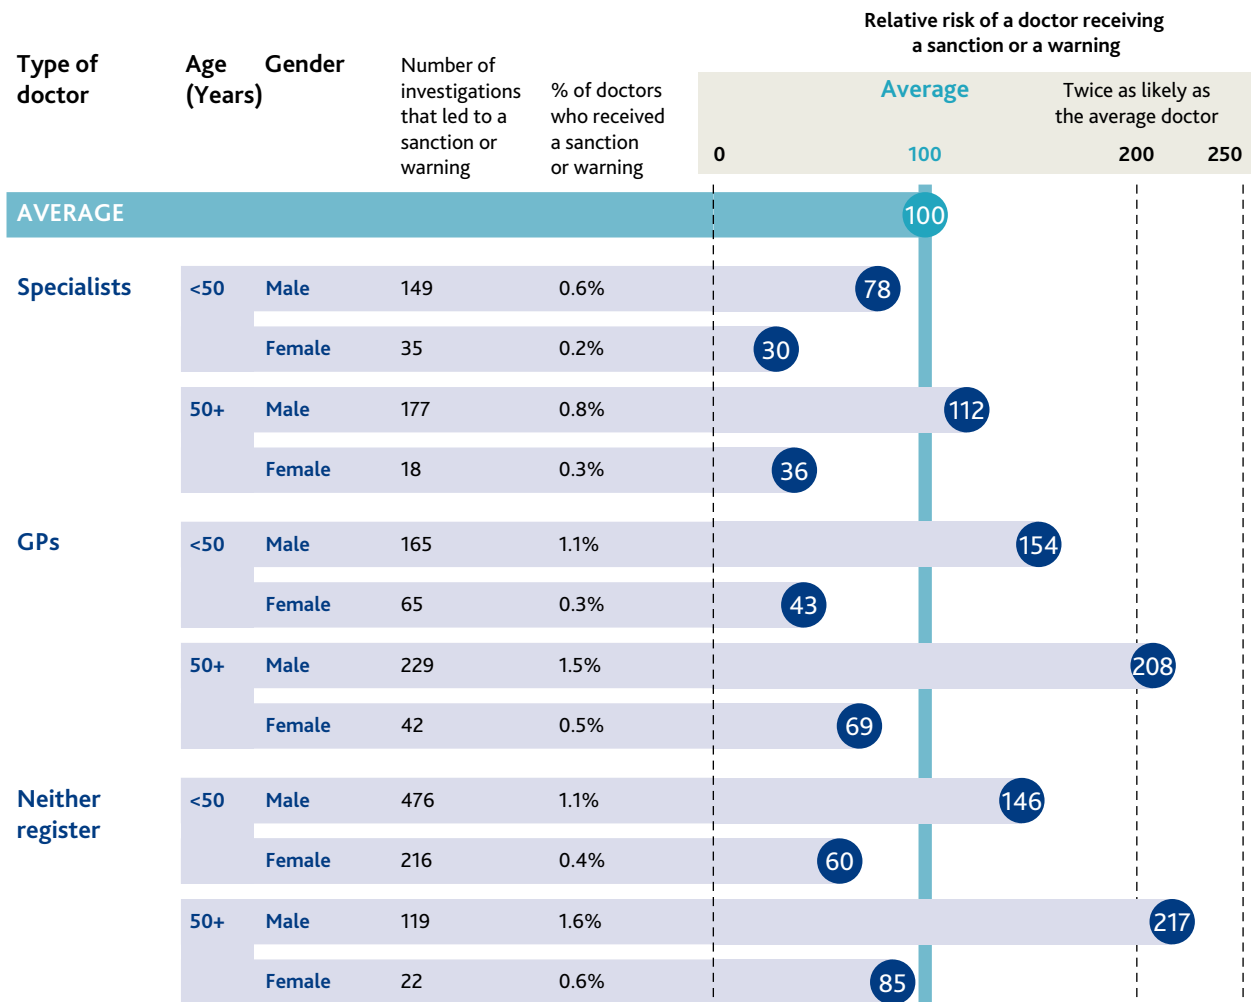 Relative risk of a doctor receiving
a sanction or a warning
Type of
doctor
Age
(Years)
Gender
Number of
investigations
that led to a
sanction or
warning
% of doctors
who received
a sanction
or warning
Average
Twice as likely as
the average doctor
0 100 200 250
AVERAGE 100
Specialists <50 Male 149 0.6% 78
Female 35 0.2% 30
50+ Male 177 0.8% 112
Female 18 0.3% 36
GPs <50 Male 165 1.1% 154
Female 65 0.3% 43
50+ Male 229 1.5% 208
Female 42 0.5% 69
Neither
register
<50 Male 476 1.1% 146
Female 216 0.4% 60
50+ Male 119 1.6% 217
Female 22 0.6% 85